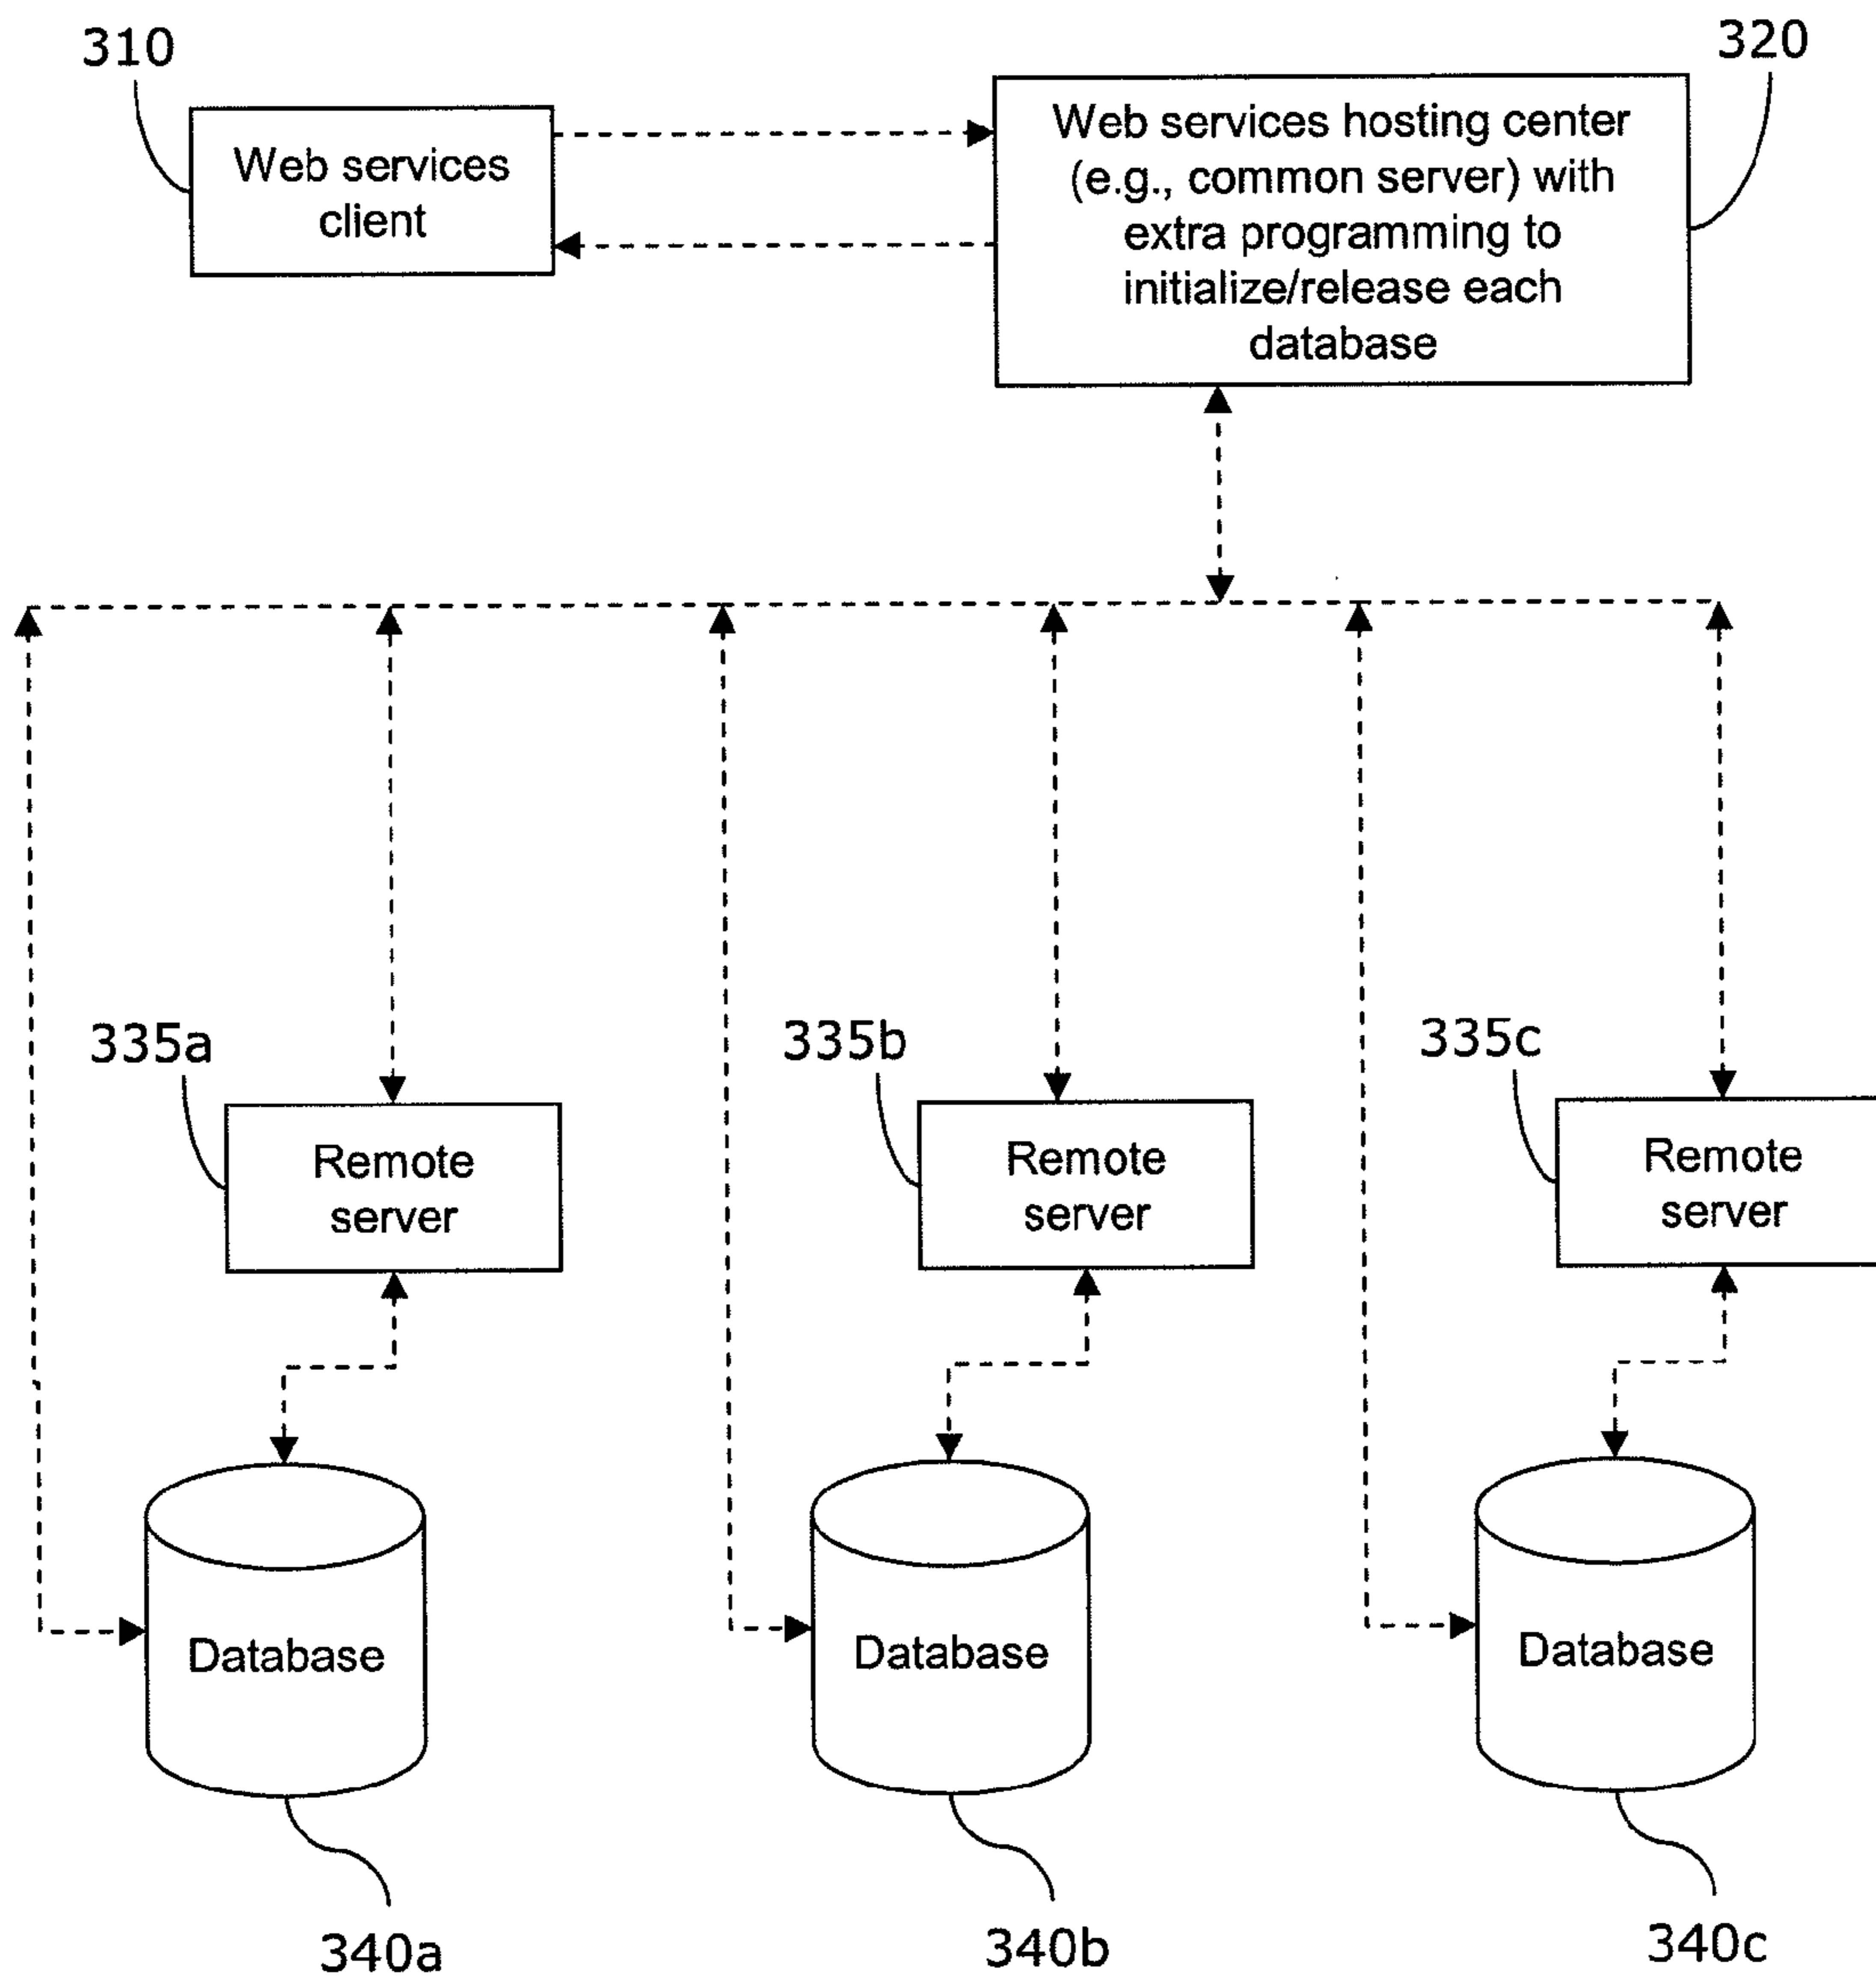 310
320
Web services
client
Web services hosting center
(e.g., common server) with
extra programming to
initialize/release each
database
335a
335b
335c
Remote
server
Remote
server
Remote
server
Database
Database
Database
340a
340b
340c